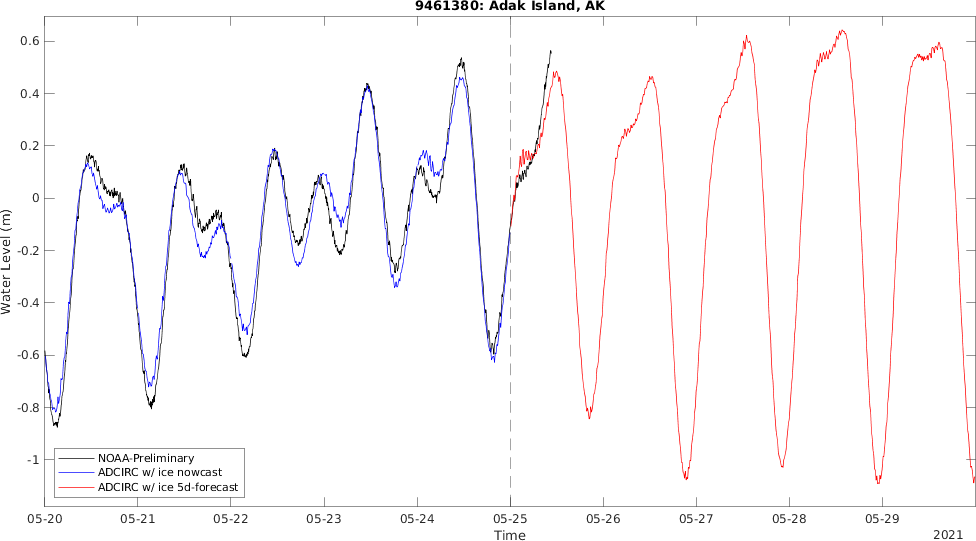 9461380: Adak Island, AK
0.6
0.4
0.2
0
-0.2
-0.4
-0.6
-0.8
-1
Water Level (m)
NOAA-Preliminary
ADCIRC w/ ice nowcast
ADCIRC w/ ice 5d-forecast
05-20 05-21 05-22 05-23 05-24 05-25 05-26 05-27 05-28 05-29
Time
2021